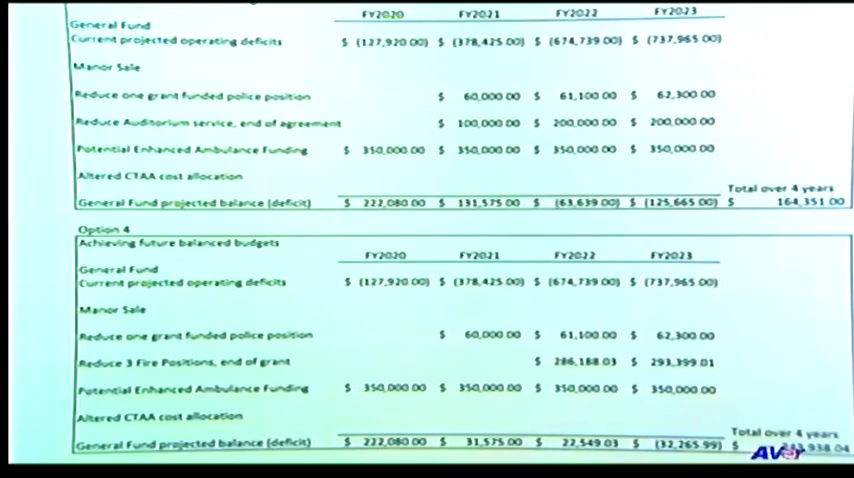 FY2020 FY2021 FY2022 FY2023
General Fund
Current projected operating deficits $ (127,920.00) $ (378,425.00) $ (674,739.00) $ (737,965.00)
Manor Sale
Reduce one grant funded police position $ 60,000.00 $ 61,100.00 $ 62,300.00
Reduce Auditorium service, end of agreement $ 100,000.00 $ 200,000.00 $ 200,000.00
Potential Enhanced Ambulance Funding $ 350,000.00 $ 350,000.00 $ 350,000.00 $ 350,000.00
Altered CTAA cost allocation
Total over 4 years
General Fund projected balance (deficit) $ 222,080.00 $ 131,575.00 $ (63,639.00) $ (125,665.00) $ 164,351.00
Option 4
Achieving future balanced budgets
FY2020 FY2021 FY2022 FY2023
General Fund
Current projected operating deficits $ (127,920.00) $ (378,425.00) $ (674,739.00) $ (737,965.00)
Manor Sale
Reduce one grant funded police position $ 60,000.00 $ 61,100.00 $ 62,300.00
Reduce 3 Fire Positions, end of grant $ 286,188.03 $ 293,399.01
Potential Enhanced Ambulance Funding $ 350,000.00 $ 350,000.00 $ 350,000.00 $ 350,000.00
Altered CTAA cost allocation
Total over 4 years
General Fund projected balance (deficit) $ 222,080.00 $ 31,575.00 $ 22,549.03 $ (32,265.99) $
AVer